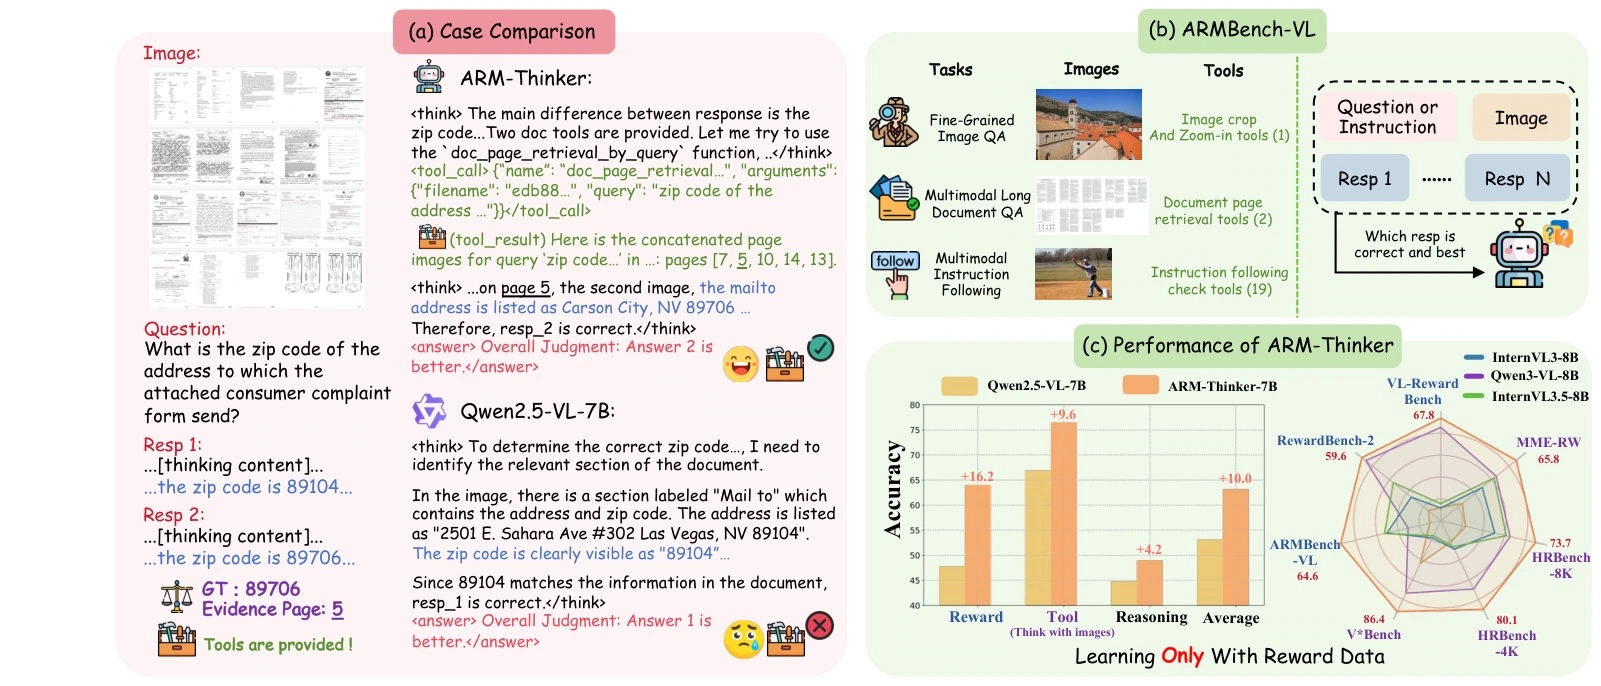 (a) Case Comparison
Image:
Question:
What is the zip code of the
address to which the
attached consumer complaint
form send?
Resp 1:
...[thinking content]...
...the zip code is 89104...
Resp 2:
...[thinking content]...
...the zip code is 89706...
GT : 89706
Evidence Page: 5
Tools are provided !
ARM-Thinker:
<think> The main difference between response is the
zip code...Two doc tools are provided. Let me try to use
the `doc_page_retrieval_by_query` function, ..</think>
<tool_call> {"name": "doc_page_retrieval...", "arguments":
{"filename": "edb88...", "query": "zip code of the
address ..."}}</tool_call>
(tool_result) Here is the concatenated page
images for query 'zip code...' in ...: pages [7, 5, 10, 14, 13].
<think> ...on page 5, the second image, the mailto
address is listed as Carson City, NV 89706 ...
Therefore, resp_2 is correct.</think>
<answer> Overall Judgment: Answer 2 is
better.</answer>
Qwen2.5-VL-7B:
<think> To determine the correct zip code..., I need to
identify the relevant section of the document.
In the image, there is a section labeled "Mail to" which
contains the address and zip code. The address is listed
as "2501 E. Sahara Ave #302 Las Vegas, NV 89104".
The zip code is clearly visible as "89104"...
Since 89104 matches the information in the document,
resp_1 is correct.</think>
<answer> Overall Judgment: Answer 1 is
better.</answer>
(b) ARMBench-VL
Tasks Images Tools
Fine-Grained
Image QA
Image crop
And Zoom-in tools (1)
Multimodal Long
Document QA
Document page
retrieval tools (2)
follow
Multimodal
Instruction
Following
Instruction following
check tools (19)
Question or
Instruction
Image
Resp 1 ...... Resp N
Which resp is
correct and best
(c) Performance of ARM-Thinker
Qwen2.5-VL-7B ARM-Thinker-7B
Accuracy
80
75
70
65
60
55
50
45
40
+16.2
+9.6
+4.2
+10.0
Reward Tool Reasoning Average
(Think with images)
InternVL3-8B
Qwen3-VL-8B
InternVL3.5-8B
VL-Reward
Bench
67.8
MME-RW
65.8
73.7
HRBench
-8K
80.1
HRBench
-4K
86.4
V*Bench
ARMBench
-VL
64.6
RewardBench-2
59.6
Learning Only With Reward Data